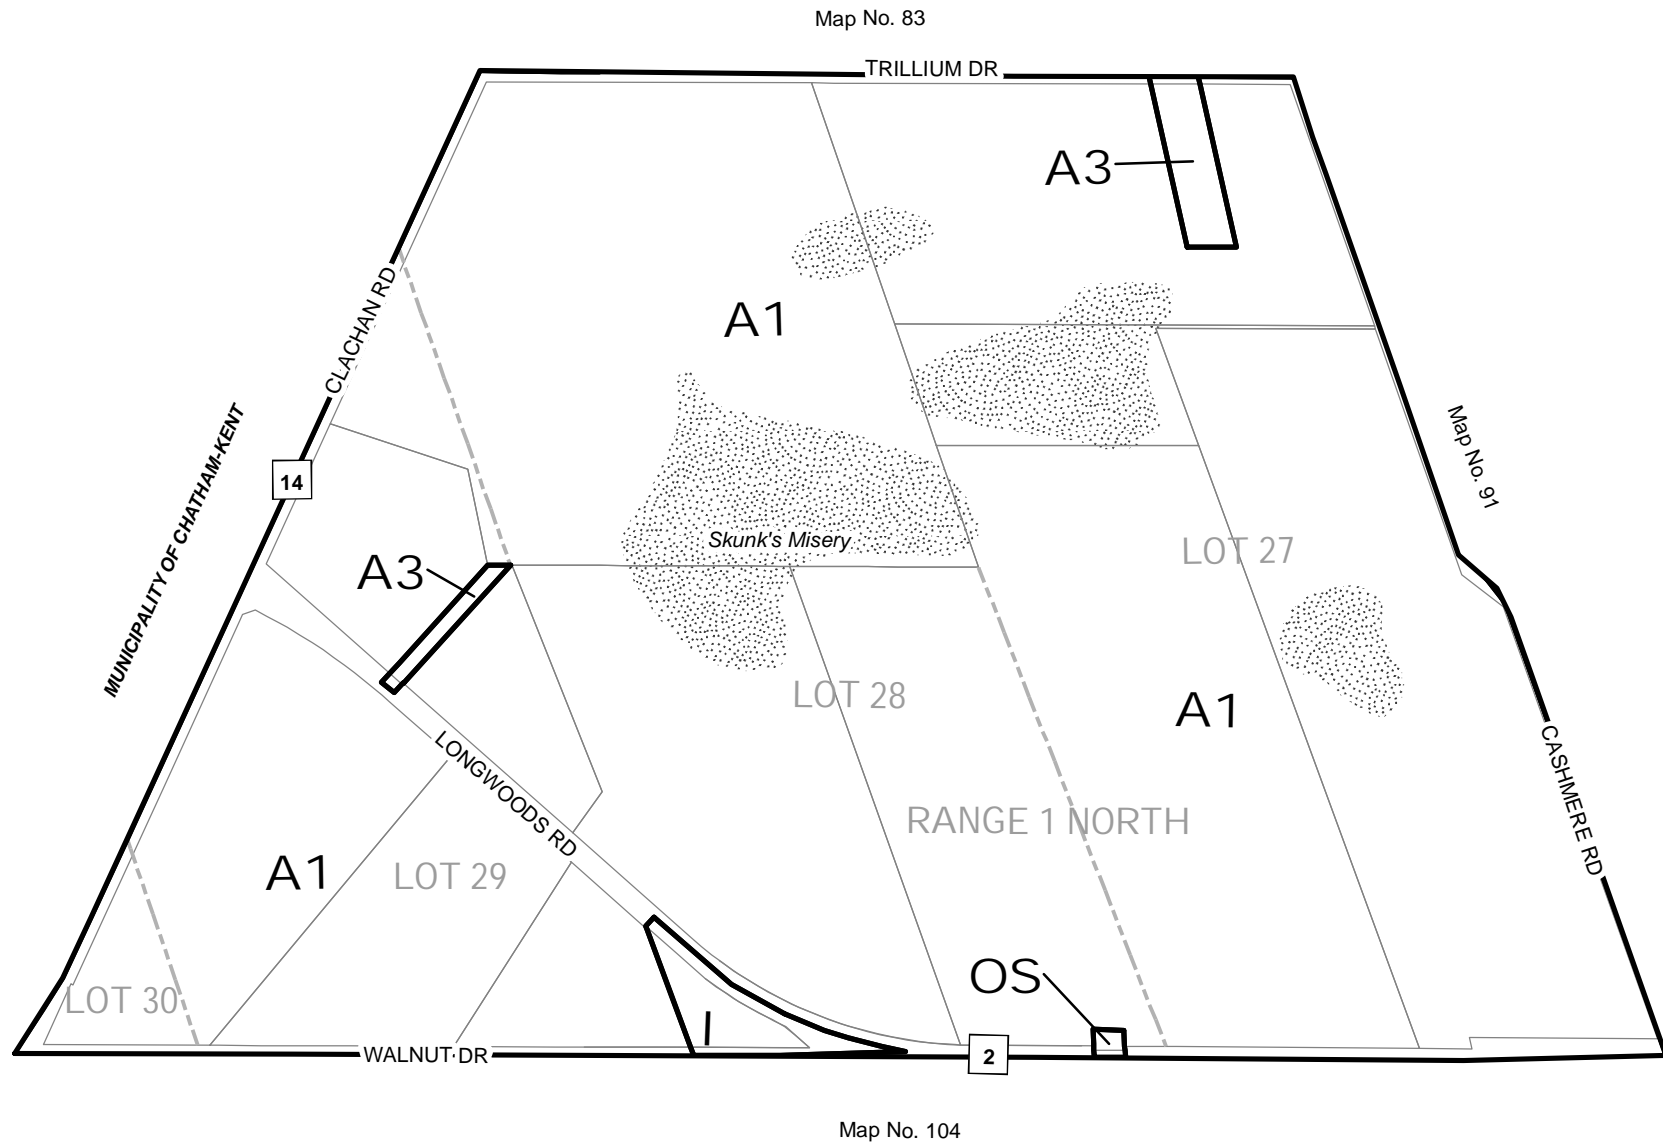 Map No. 83
TRILLIUM DR
A3
CLACHAN RD
A1
MUNICIPALITY OF CHATHAM-KENT
14
Map No. 91
Skunk's Misery
LOT 27
A3
LOT 28
A1
LONGWOODS RD
CASHMERE RD
RANGE 1 NORTH
A1
LOT 29
OS
LOT 30
I
WALNUT DR
2
Map No. 104